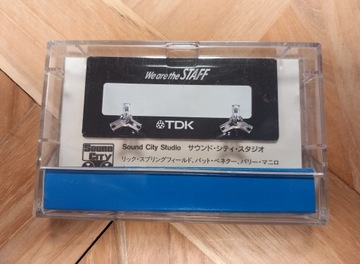 We are the STAFF
TDK
Sound City Studio サウンド・シティ・スタジオ
Sound City
リック・スプリングフィールド、パット・ベネター、バリー・マニロ